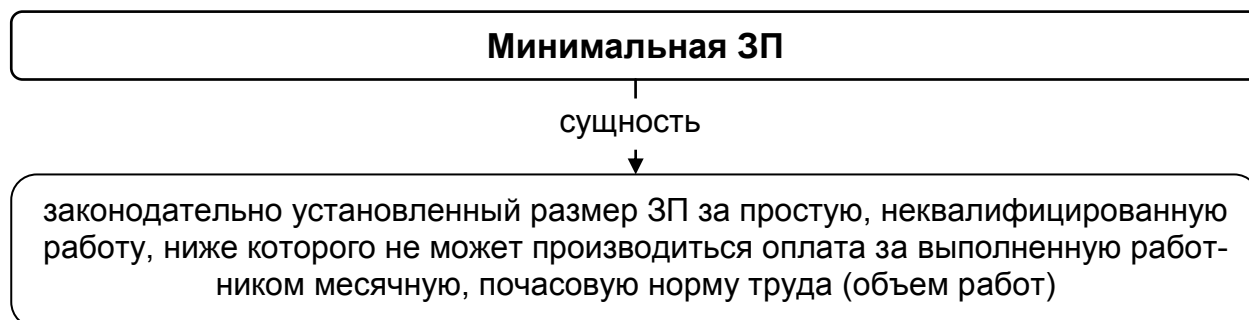 Минимальная ЗП
сущность
законодательно установленный размер ЗП за простую, неквалифицированную
работу, ниже которого не может производиться оплата за выполненную работ-
ником месячную, почасовую норму труда (объем работ)